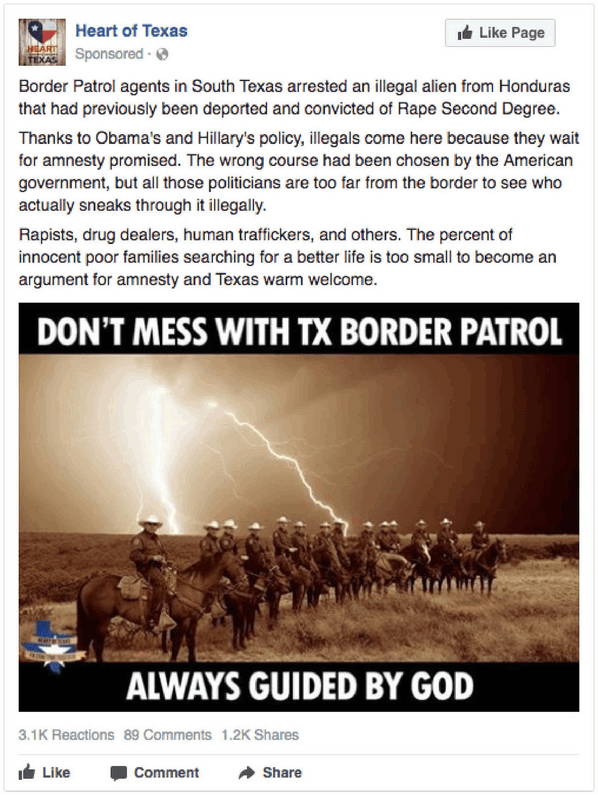 Heart of Texas
Like Page
Sponsored ·
HEART
TEXAS
Border Patrol agents in South Texas arrested an illegal alien from Honduras
that had previously been deported and convicted of Rape Second Degree.
Thanks to Obama's and Hillary's policy, illegals come here because they wait
for amnesty promised. The wrong course had been chosen by the American
government, but all those politicians are too far from the border to see who
actually sneaks through it illegally.
Rapists, drug dealers, human traffickers, and others. The percent of
innocent poor families searching for a better life is too small to become an
argument for amnesty and Texas warm welcome.
DON'T MESS WITH TX BORDER PATROL
HEART OF TEXAS
ALWAYS GUIDED BY GOD
3.1K Reactions 89 Comments 1.2K Shares
Like Comment Share